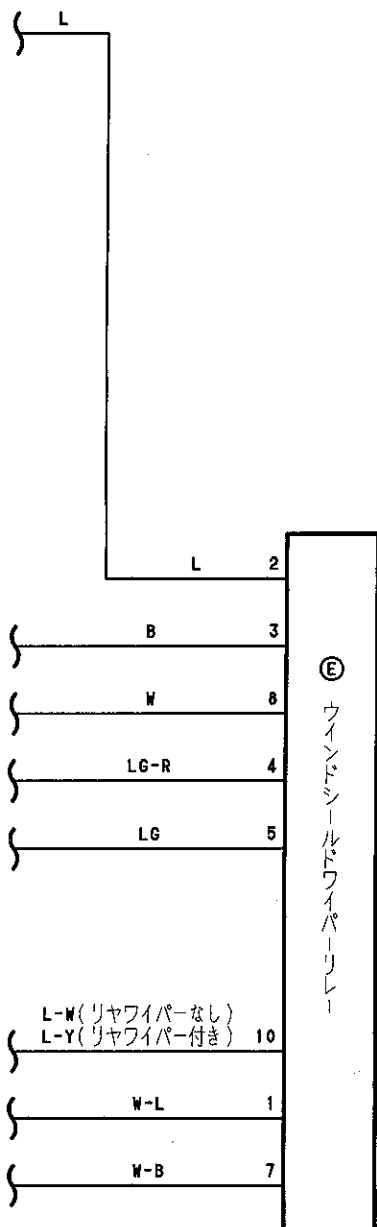 L
L 2
B 3
W 8
LG-R 4
LG 5
L-W(リヤワイパーなし)
L-Y(リヤワイパー付き) 10
W-L 1
W-B 7
Ⓔ ウインドシールドワイパーリレー